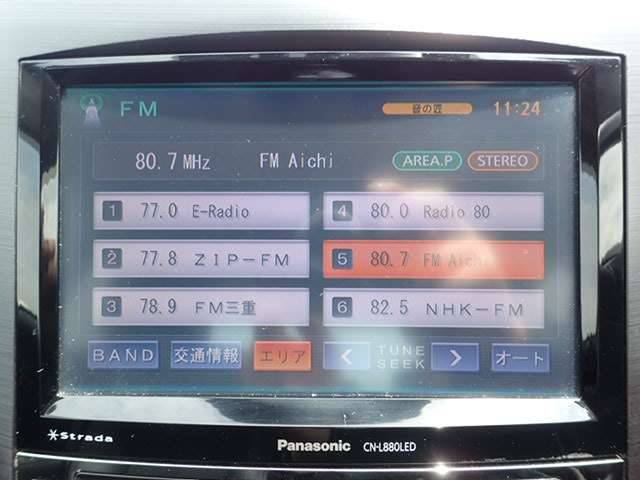 FM 音の匠 11:24
80.7 MHz FM Aichi AREA.P STEREO
1 77.0 E-Radio
2 77.8 ZIP-FM
3 78.9 FM三重
4 80.0 Radio 80
5 80.7 FM Aichi
6 82.5 NHK-FM
BAND 交通情報 エリア < TUNE SEEK > オート
Strada Panasonic CN-L880LED